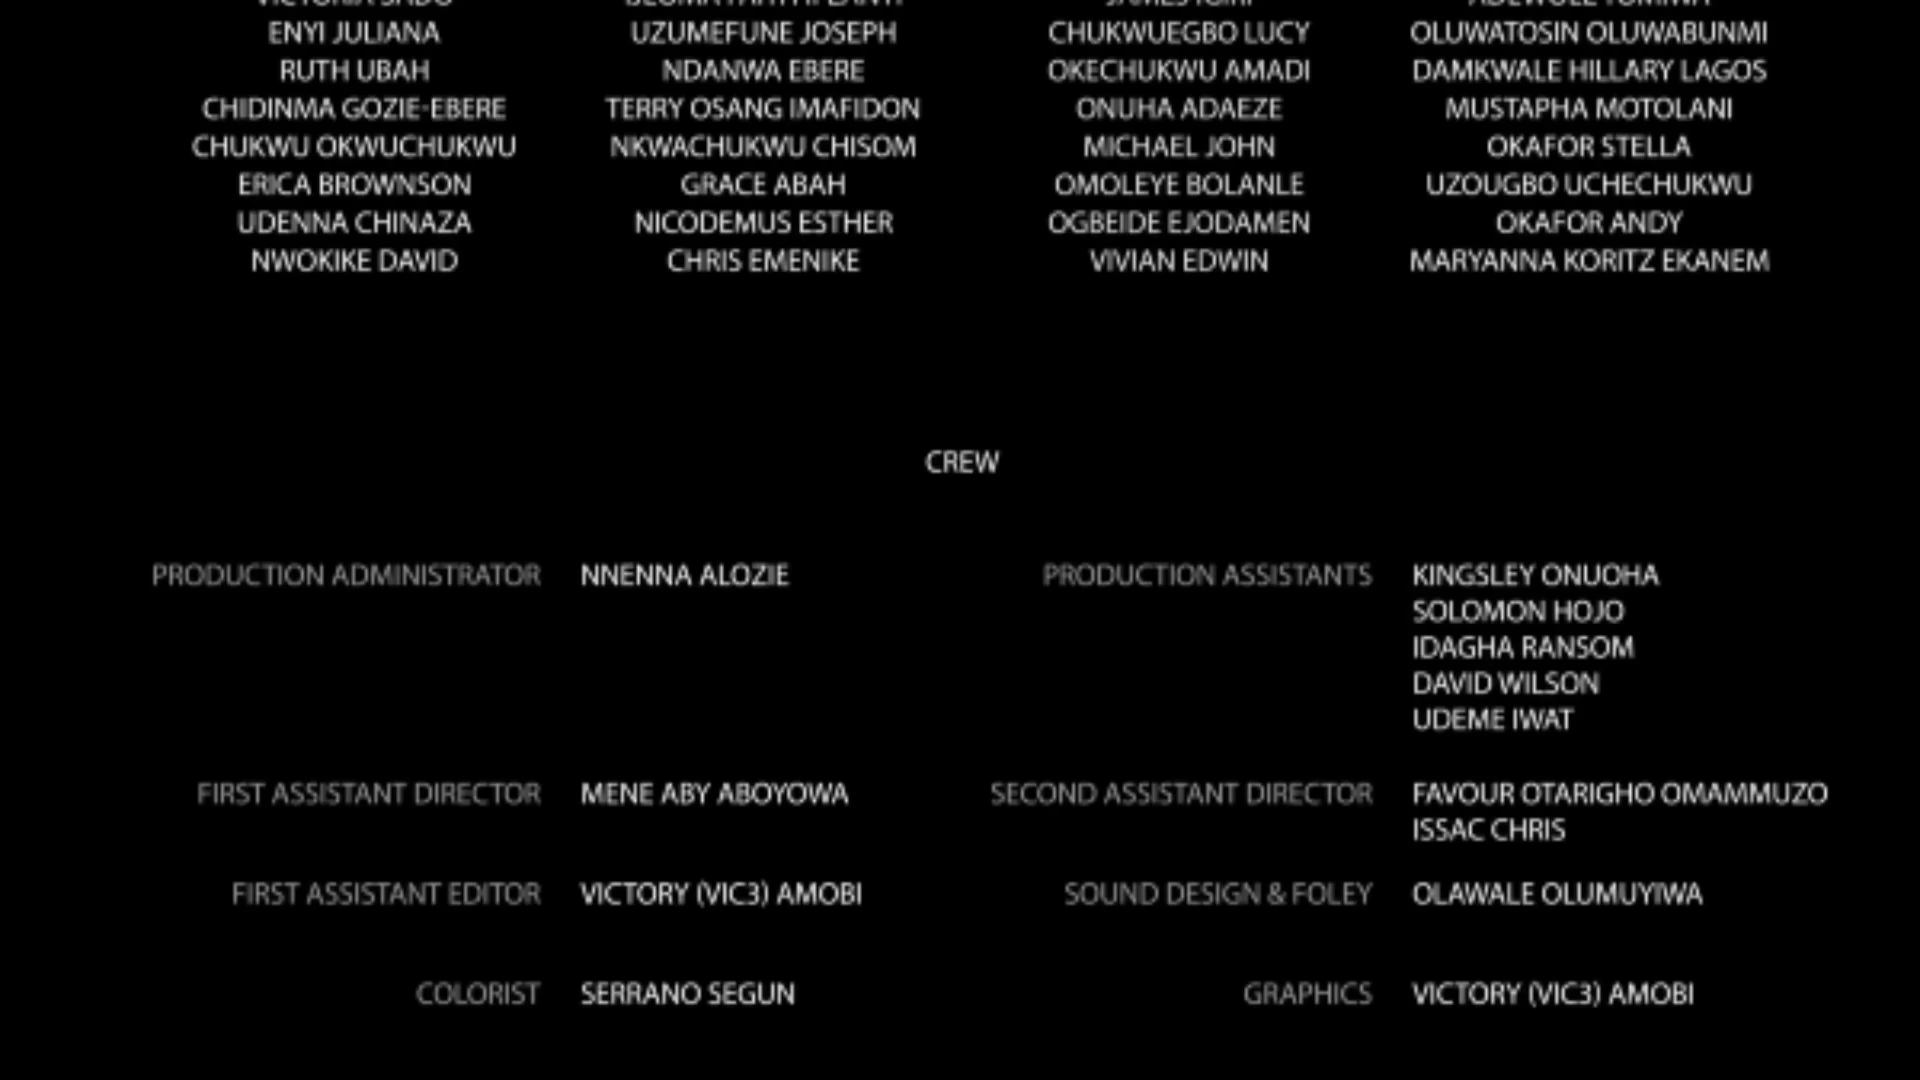 ENYI JULIANA UZUMEFUNE JOSEPH CHUKWUEGBO LUCY OLUWATOSIN OLUWABUNMI
RUTH UBAH NDANWA EBERE OKECHUKWU AMADI DAMKWALE HILLARY LAGOS
CHIDINMA GOZIE-EBERE TERRY OSANG IMAFIDON ONUHA ADAEZE MUSTAPHA MOTOLANI
CHUKWU OKWUCHUKWU NKWACHUKWU CHISOM MICHAEL JOHN OKAFOR STELLA
ERICA BROWNSON GRACE ABAH OMOLEYE BOLANLE UZOUGBO UCHECHUKWU
UDENNA CHINAZA NICODEMUS ESTHER OGBEIDE EJODAMEN OKAFOR ANDY
NWOKIKE DAVID CHRIS EMENIKE VIVIAN EDWIN MARYANNA KORITZ EKANEM
CREW
PRODUCTION ADMINISTRATOR NNENNA ALOZIE PRODUCTION ASSISTANTS KINGSLEY ONUOHA
SOLOMON HOJO
IDAGHA RANSOM
DAVID WILSON
UDEME IWAT
FIRST ASSISTANT DIRECTOR MENE ABY ABOYOWA SECOND ASSISTANT DIRECTOR FAVOUR OTARIGHO OMAMMUZO
ISSAC CHRIS
FIRST ASSISTANT EDITOR VICTORY (VIC3) AMOBI SOUND DESIGN & FOLEY OLAWALE OLUMUYIWA
COLORIST SERRANO SEGUN GRAPHICS VICTORY (VIC3) AMOBI